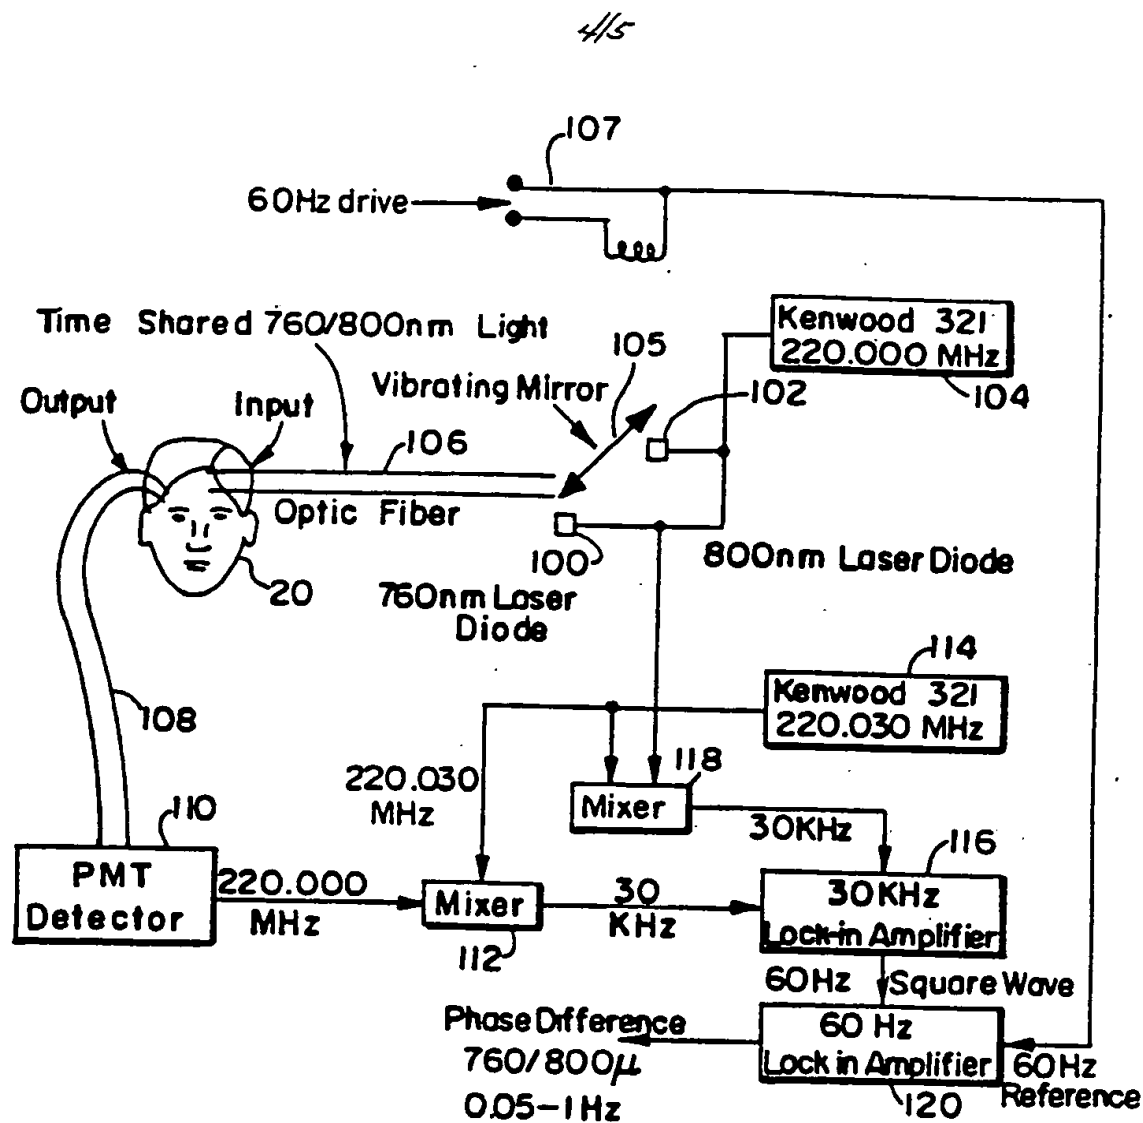 4/5
107
60Hz drive
Time Shared 760/800nm Light
Kenwood 321
220.000 MHz
104
105
Vibrating Mirror
102
Output
Input
106
Optic Fiber
100
800nm Laser Diode
20
760nm Laser
Diode
114
Kenwood 321
220.030 MHz
108
118
220.030
MHz
Mixer
30KHz
110
116
PMT
Detector
220.000
MHz
Mixer
112
30
KHz
30KHz
Lock-in Amplifier
60Hz Square Wave
Phase Difference
760/800μ
0.05-1Hz
60 Hz
Lock in Amplifier
120
60Hz
Reference